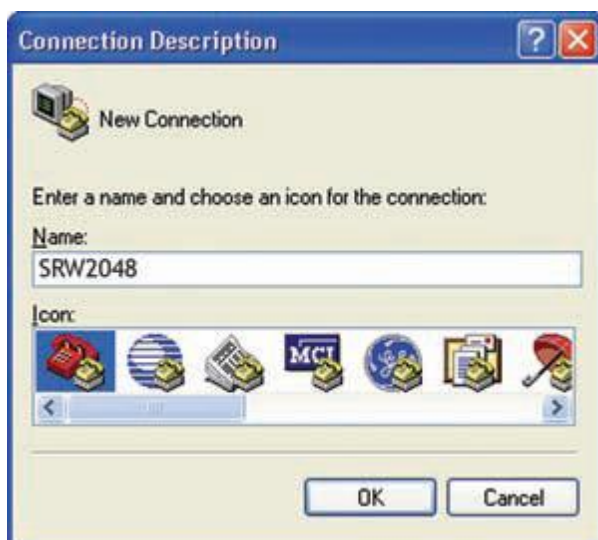 Connection Description
New Connection
Enter a name and choose an icon for the connection:
Name:
SRW2048
Icon:
MCI
OK
Cancel